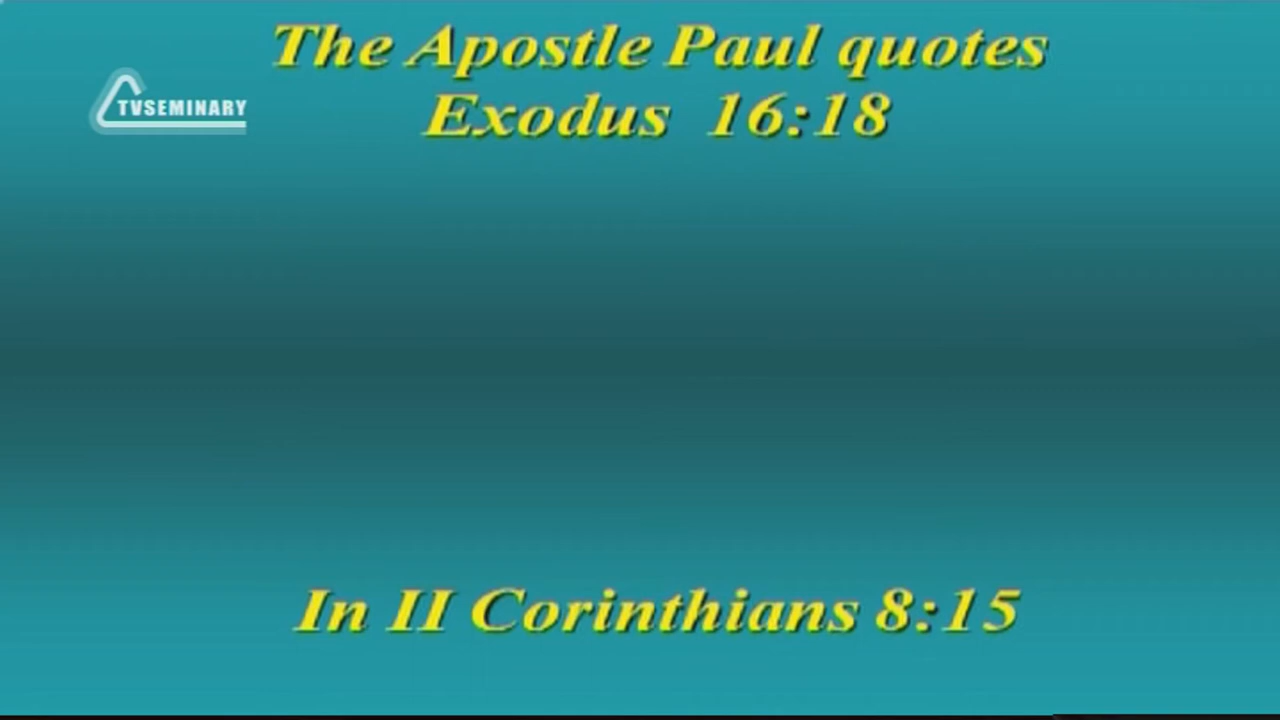 The Apostle Paul quotes
Exodus 16:18
TVSEMINARY
In II Corinthians 8:15